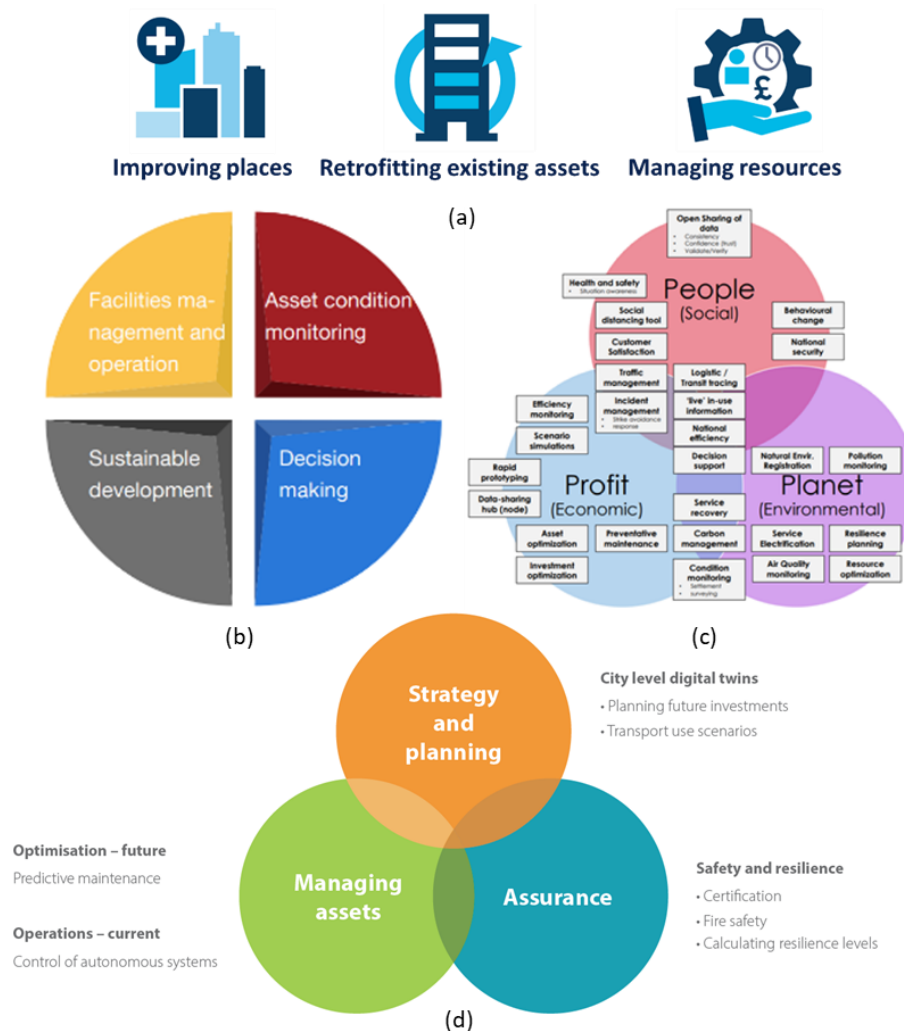 Improving places
Retrofitting existing assets
Managing resources
£
(a)
Facilities ma-
nagement and
operation
Asset condition
monitoring
Sustainable
development
Decision
making
(b)
Open Sharing of
data
• Consistency
• Confidence (trust)
• Validate/Verify
People
(Social)
Health and safety
• Situation awareness
Social
distancing tool
Customer
Satisfaction
Behavioural
change
National
security
Traffic
management
Logistic /
Transit tracing
Incident
management
• Strike avoidance
• response
'live' in-use
information
National
efficiency
Decision
support
Efficiency
monitoring
Scenario
simulations
Rapid
prototyping
Data-sharing
hub (node)
Profit
(Economic)
Natural Envir.
Registration
Pollution
monitoring
Planet
(Environmental)
Service
recovery
Asset
optimization
Preventative
maintenance
Carbon
management
Service
Electrification
Resilience
planning
Investment
optimization
Condition
monitoring
• Settlement
• surveying
Air Quality
monitoring
Resource
optimization
(c)
Strategy
and
planning
City level digital twins
• Planning future investments
• Transport use scenarios
Optimisation – future
Predictive maintenance
Operations – current
Control of autonomous systems
Managing
assets
Assurance
Safety and resilience
• Certification
• Fire safety
• Calculating resilience levels
(d)